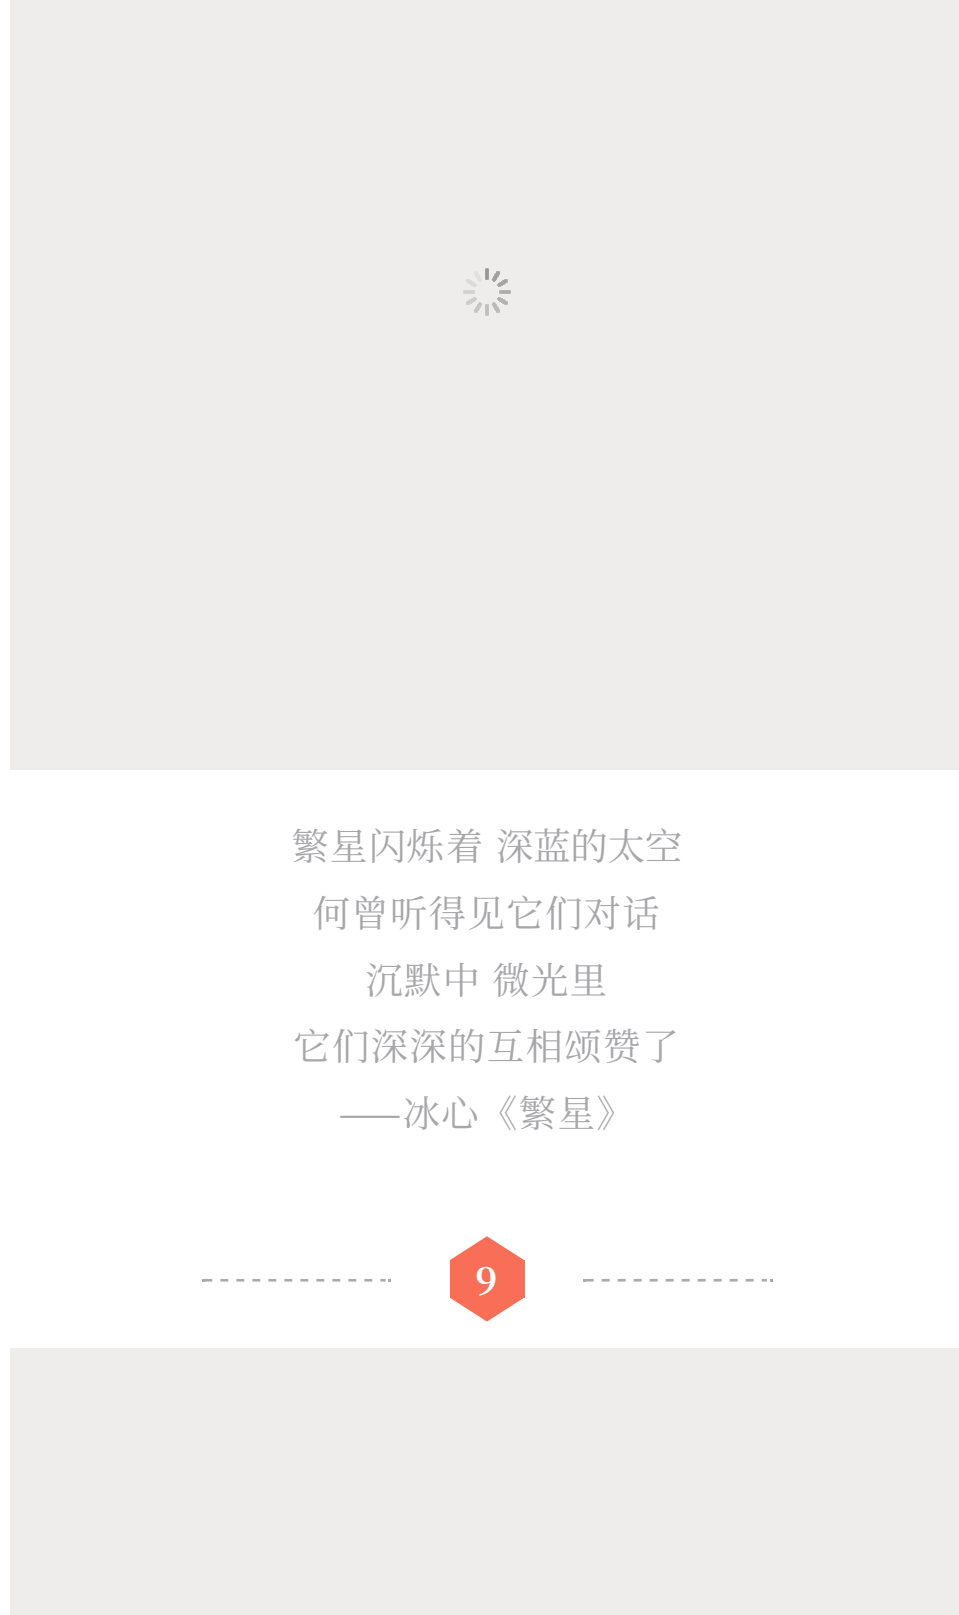 繁星闪烁着 深蓝的太空
何曾听得见它们对话
沉默中 微光里
它们深深的互相颂赞了
——冰心《繁星》
9